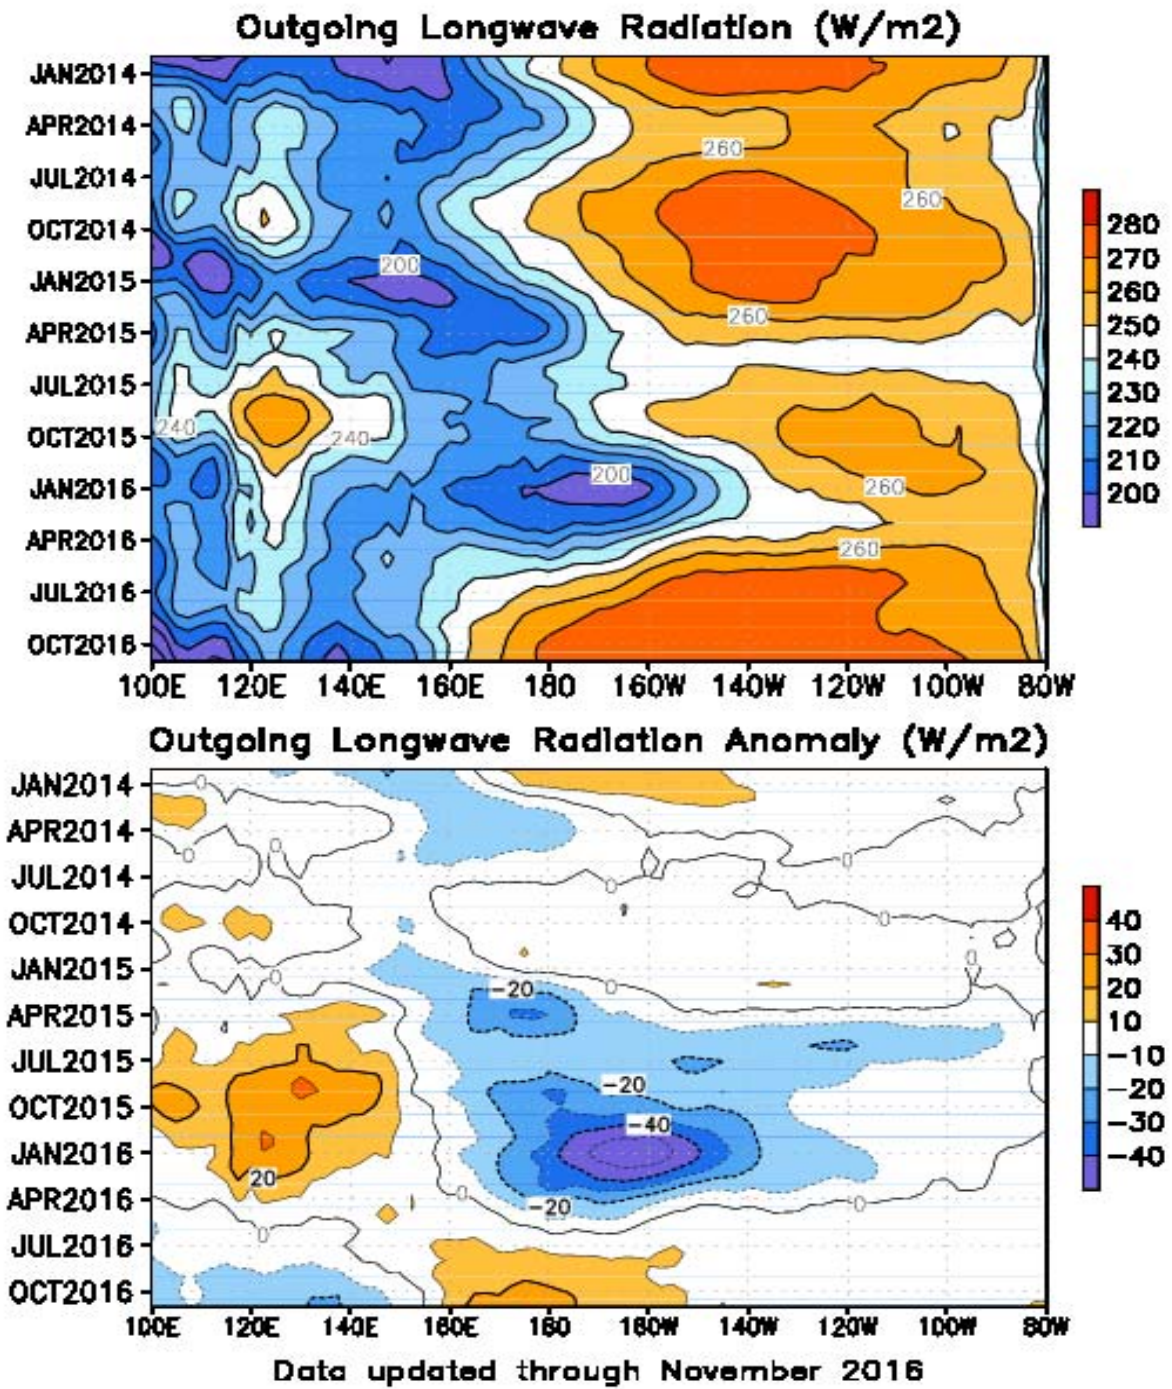 Outgoing Longwave Radiation (W/m2)
JAN2014
APR2014
JUL2014
OCT2014
JAN2015
APR2015
JUL2015
OCT2015
JAN2016
APR2016
JUL2016
OCT2016
260
260
200
260
240
240
200
260
260
100E 120E 140E 160E 180 160W 140W 120W 100W 80W
280
270
260
250
240
230
220
210
200
Outgoing Longwave Radiation Anomaly (W/m2)
JAN2014
APR2014
JUL2014
OCT2014
JAN2015
APR2015
JUL2015
OCT2015
JAN2016
APR2016
JUL2016
OCT2016
0
0
0
0
0
0
0
0
0
-20
-20
-40
20
0
-20
0
0
100E 120E 140E 160E 180 160W 140W 120W 100W 80W
40
30
20
10
-10
-20
-30
-40
Data updated through November 2016